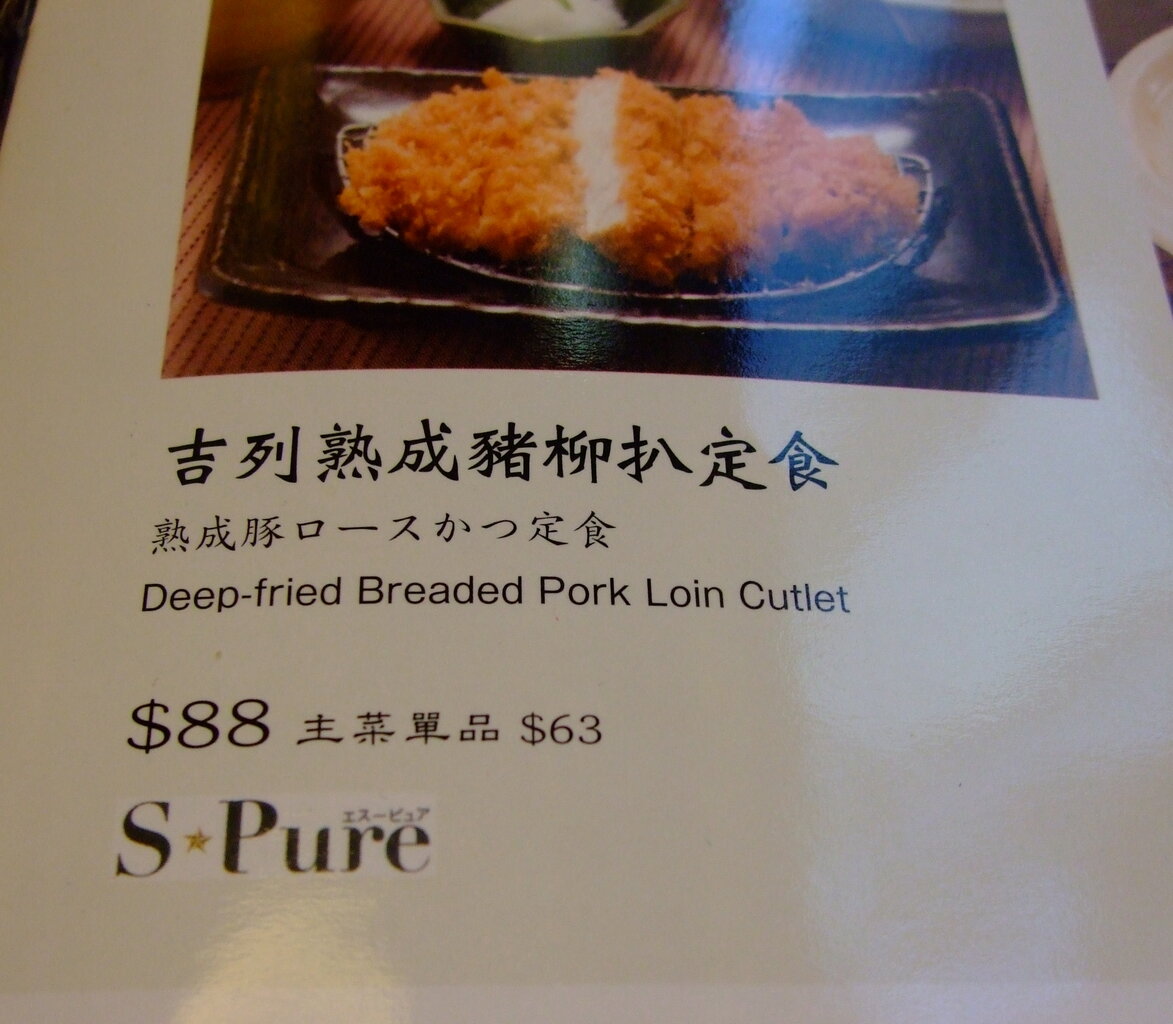 吉列熟成豬柳扒定食
熟成豚ロースかつ定食
Deep-fried Breaded Pork Loin Cutlet
$88 主菜單品 $63
エスーピュア
S★Pure